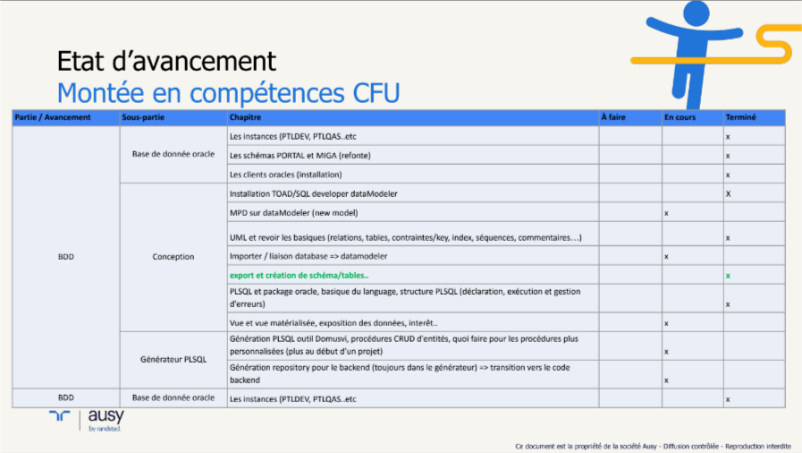 Etat d'avancement
Montée en compétences CFU
Partie / Avancement Sous-partie Chapitre À faire En cours Terminé
BDD
Base de donnée oracle
Les instances (PTLDEV, PTLQAS..etc x
Les schémas PORTAL et MIGA (refonte) x
Les clients oracles (installation) x
Conception
Installation TOAD/SQL developer dataModeler X
MPD sur dataModeler (new model) x
UML et revoir les basiques (relations, tables, contraintes/key, index, séquences, commentaires…) x
Importer / liaison database => datamodeler x
export et création de schéma/tables.. x
PLSQL et package oracle, basique du language, structure PLSQL (déclaration, exécution et gestion
d'erreurs) x
Vue et vue matérialisée, exposition des données, interêt.. x
Générateur PLSQL
Génération PLSQL outil Domusvi, procédures CRUD d'entités, quoi faire pour les procédures plus
personnalisées (plus au début d'un projet) x
Génération repository pour le backend (toujours dans le générateur) => transition vers le code
backend x
BDD Base de donnée oracle Les instances (PTLDEV, PTLQAS..etc x
ausy
by randstad
Ce document est la propriété de la société Ausy - Diffusion contrôlée - Reproduction interdite